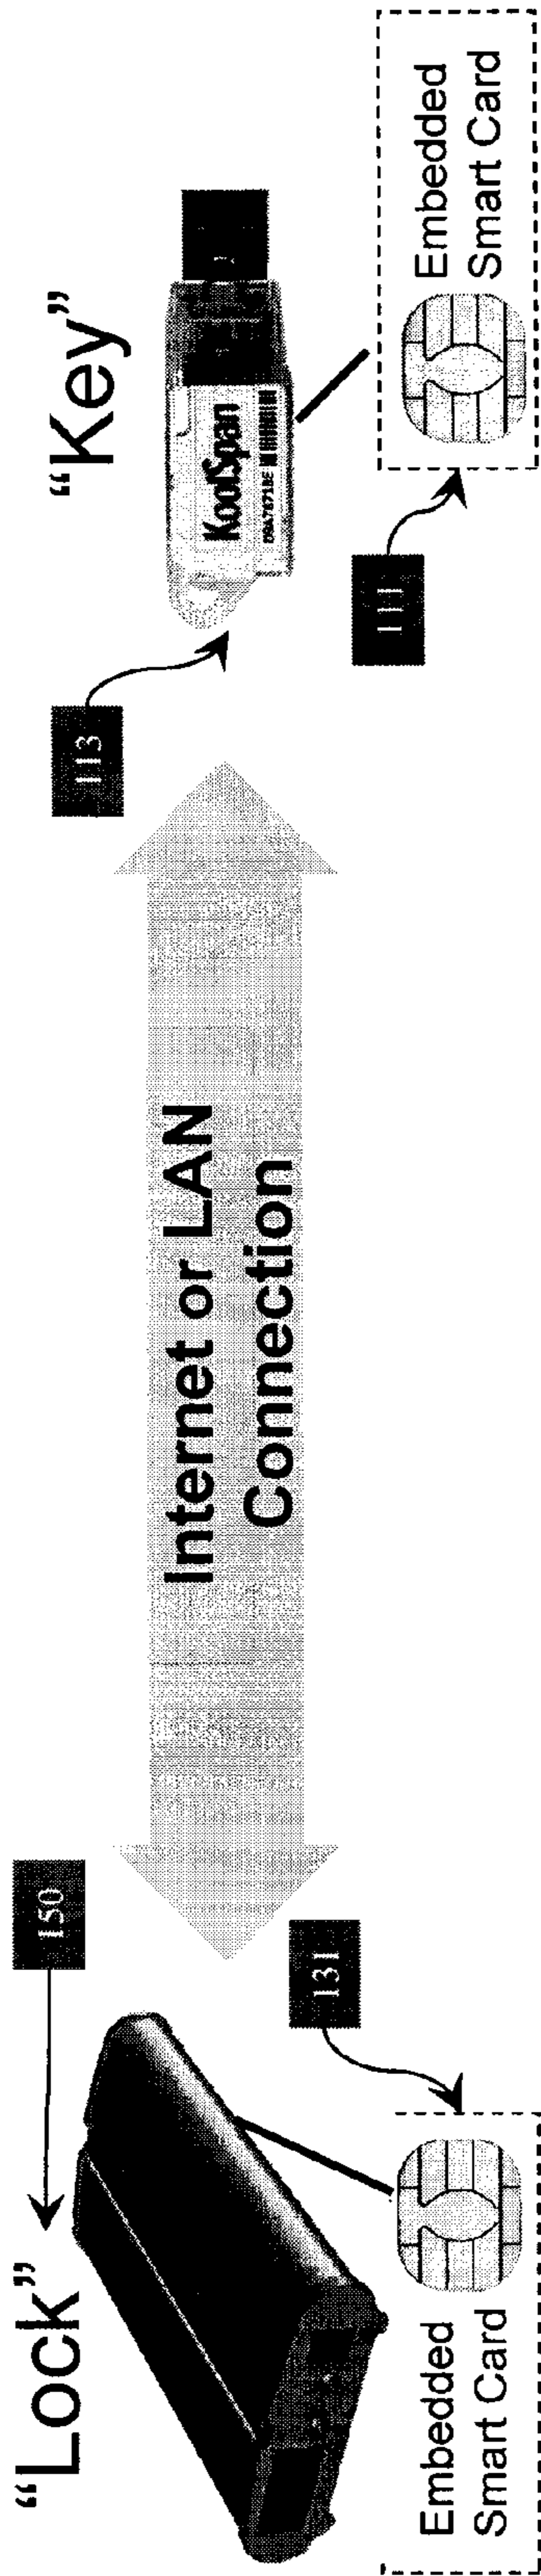 “Lock”
150
Embedded
Smart Card
131
Internet or LAN
Connection
113
“Key”
KoolSpan
111
Embedded
Smart Card